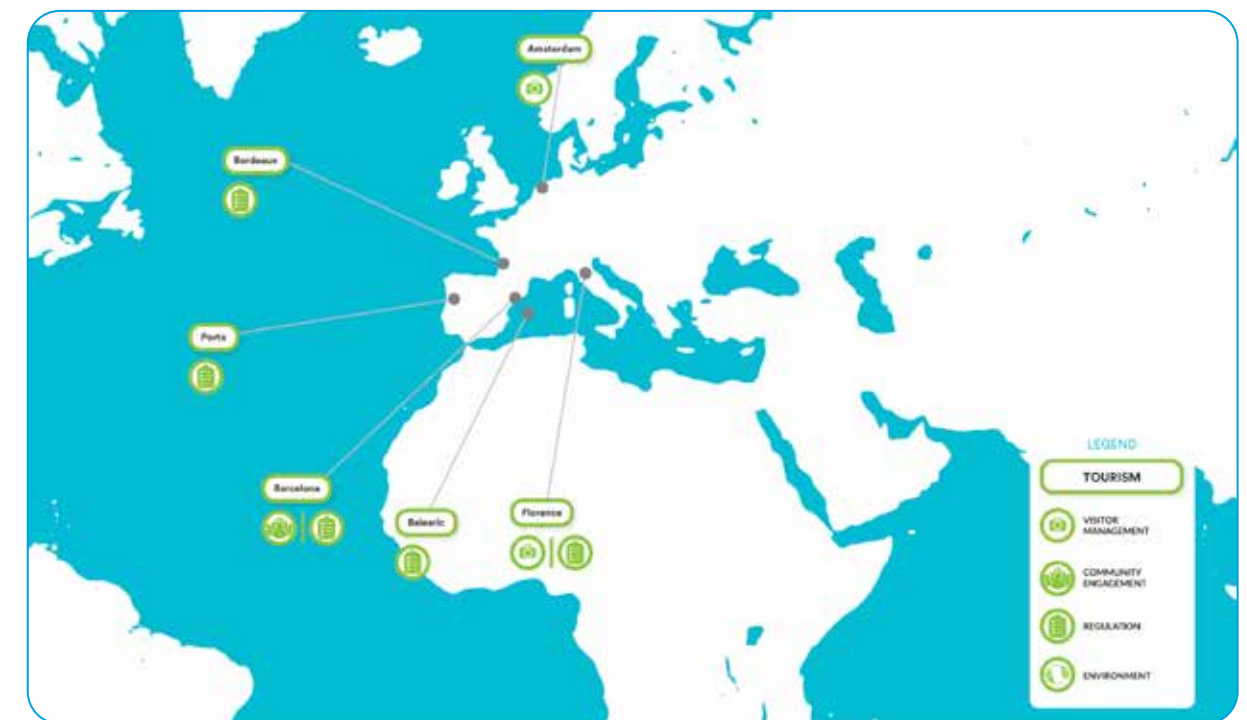 Amsterdam
Bordeaux
Porto
Barcelona
Balearic
Florence
LEGEND
TOURISM
VISITOR
MANAGEMENT
COMMUNITY
ENGAGEMENT
REGULATION
ENVIRONMENT